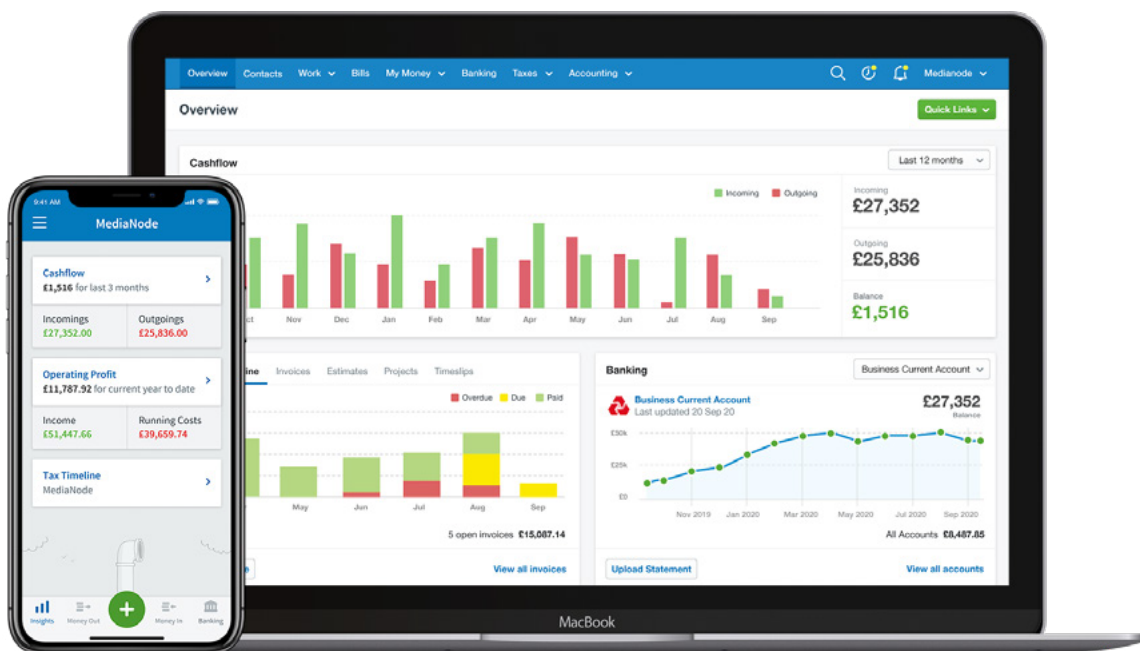 Overview Contacts Work Bills My Money Banking Taxes Accounting Medianode
Overview
Quick Links
Cashflow
Last 12 months
Incoming Outgoing
Incoming
£27,352
Outgoing
£25,836
Balance
£1,516
Nov Dec Jan Feb Mar Apr May Jun Jul Aug Sep
Invoices Estimates Projects Timeslips
Overdue Due Paid
May Jun Jul Aug Sep
5 open invoices £15,087.14
View all invoices
Banking
Business Current Account
Business Current Account
Last updated 20 Sep 20
£27,352
Balance
£30k
£25k
£0
Nov 2019 Jan 2020 Mar 2020 May 2020 Jul 2020 Sep 2020
All Accounts £8,487.85
Upload Statement
View all accounts
MacBook
9:41 AM
MediaNode
Cashflow
£1,516 for last 3 months
Incomings Outgoings
£27,352.00 £25,836.00
Operating Profit
£11,787.92 for current year to date
Income Running Costs
£51,447.66 £39,659.74
Tax Timeline
MediaNode
Insights Money Out Money In Banking